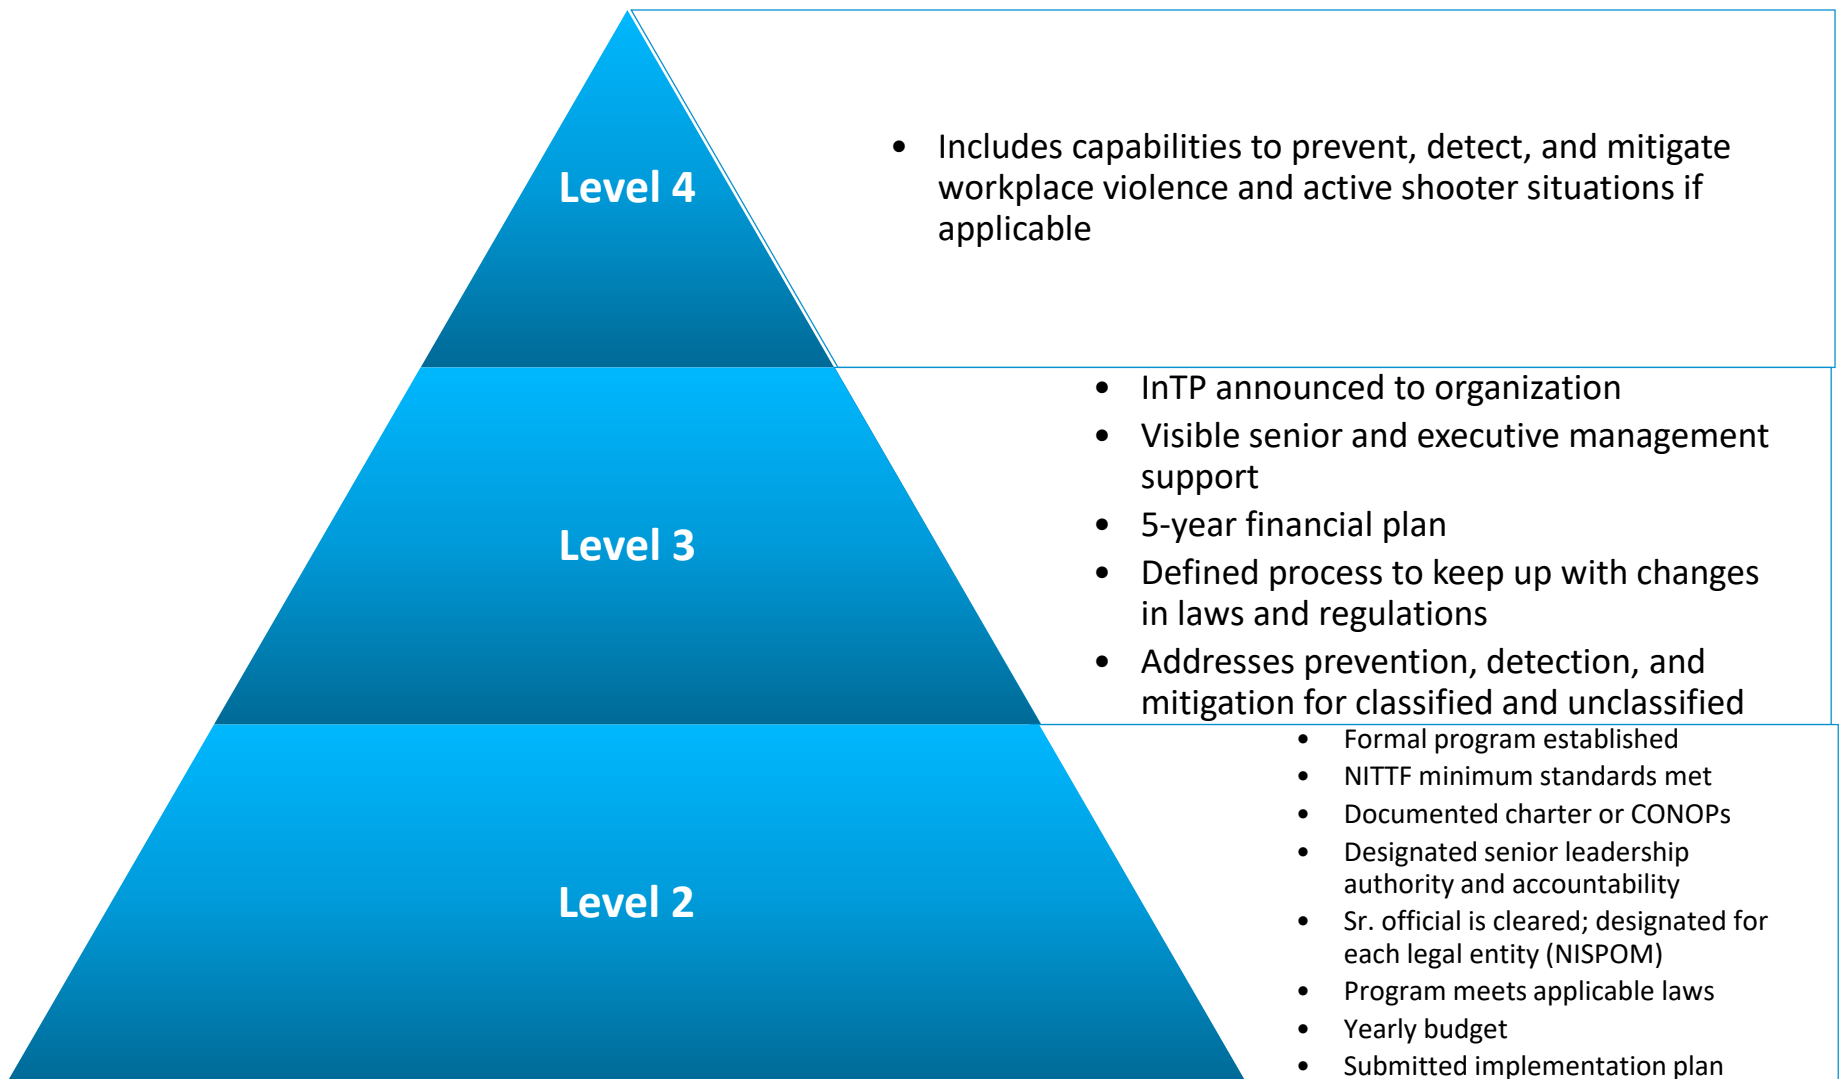 Level 4
• Includes capabilities to prevent, detect, and mitigate
workplace violence and active shooter situations if
applicable
Level 3
• InTP announced to organization
• Visible senior and executive management
support
• 5-year financial plan
• Defined process to keep up with changes
in laws and regulations
• Addresses prevention, detection, and
mitigation for classified and unclassified
Level 2
• Formal program established
• NITTF minimum standards met
• Documented charter or CONOPs
• Designated senior leadership
authority and accountability
• Sr. official is cleared; designated for
each legal entity (NISPOM)
• Program meets applicable laws
• Yearly budget
• Submitted implementation plan